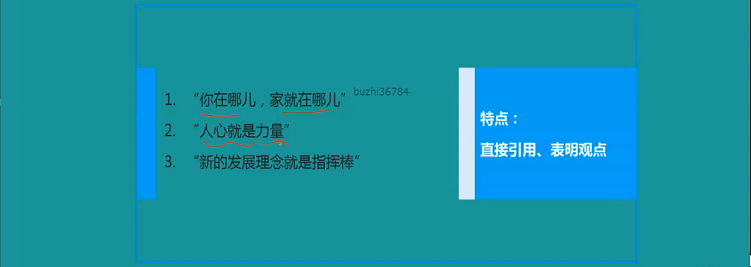 1. “你在哪儿，家就在哪儿”
buzhi36784
2. “人心就是力量”
3. “新的发展理念就是指挥棒”
特点：
直接引用、表明观点